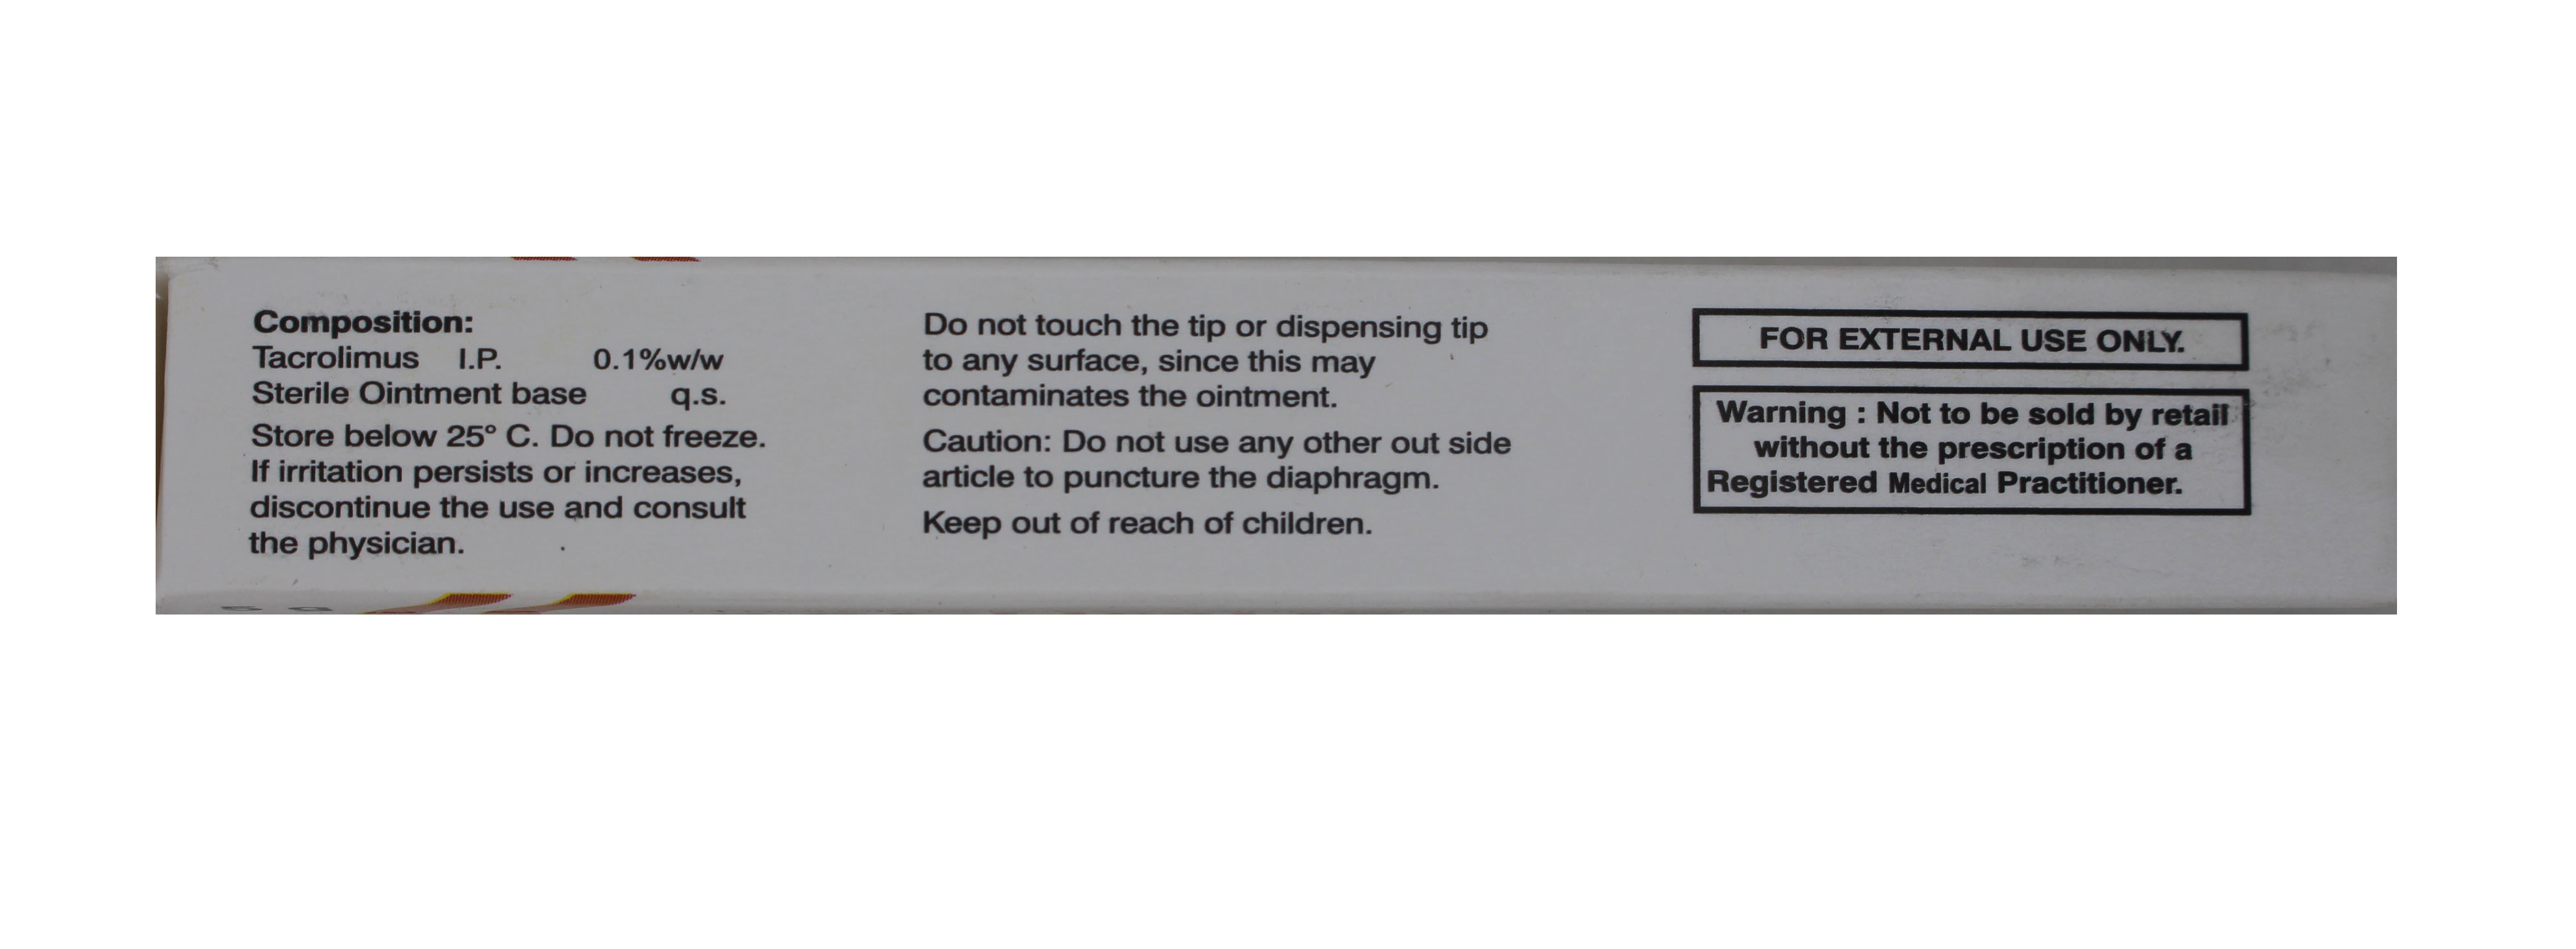 Composition:
Tacrolimus I.P. 0.1%w/w
Sterile Ointment base q.s.
Store below 25° C. Do not freeze.
If irritation persists or increases,
discontinue the use and consult
the physician.
Do not touch the tip or dispensing tip
to any surface, since this may
contaminates the ointment.
Caution: Do not use any other out side
article to puncture the diaphragm.
Keep out of reach of children.
FOR EXTERNAL USE ONLY.
Warning : Not to be sold by retail
without the prescription of a
Registered Medical Practitioner.